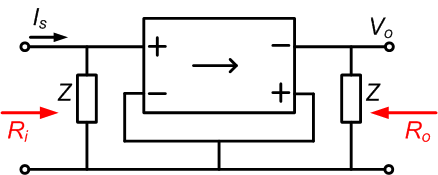 Is Vo
+ −
Z − + Z
Ri Ro